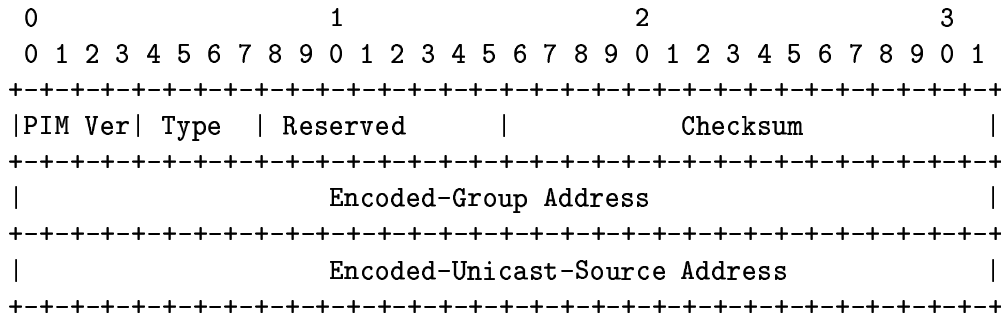 0                   1                   2                   3
 0 1 2 3 4 5 6 7 8 9 0 1 2 3 4 5 6 7 8 9 0 1 2 3 4 5 6 7 8 9 0 1
+-+-+-+-+-+-+-+-+-+-+-+-+-+-+-+-+-+-+-+-+-+-+-+-+-+-+-+-+-+-+-+-+
|PIM Ver| Type  | Reserved      |           Checksum            |
+-+-+-+-+-+-+-+-+-+-+-+-+-+-+-+-+-+-+-+-+-+-+-+-+-+-+-+-+-+-+-+-+
|                    Encoded-Group Address                      |
+-+-+-+-+-+-+-+-+-+-+-+-+-+-+-+-+-+-+-+-+-+-+-+-+-+-+-+-+-+-+-+-+
|                    Encoded-Unicast-Source Address             |
+-+-+-+-+-+-+-+-+-+-+-+-+-+-+-+-+-+-+-+-+-+-+-+-+-+-+-+-+-+-+-+-+